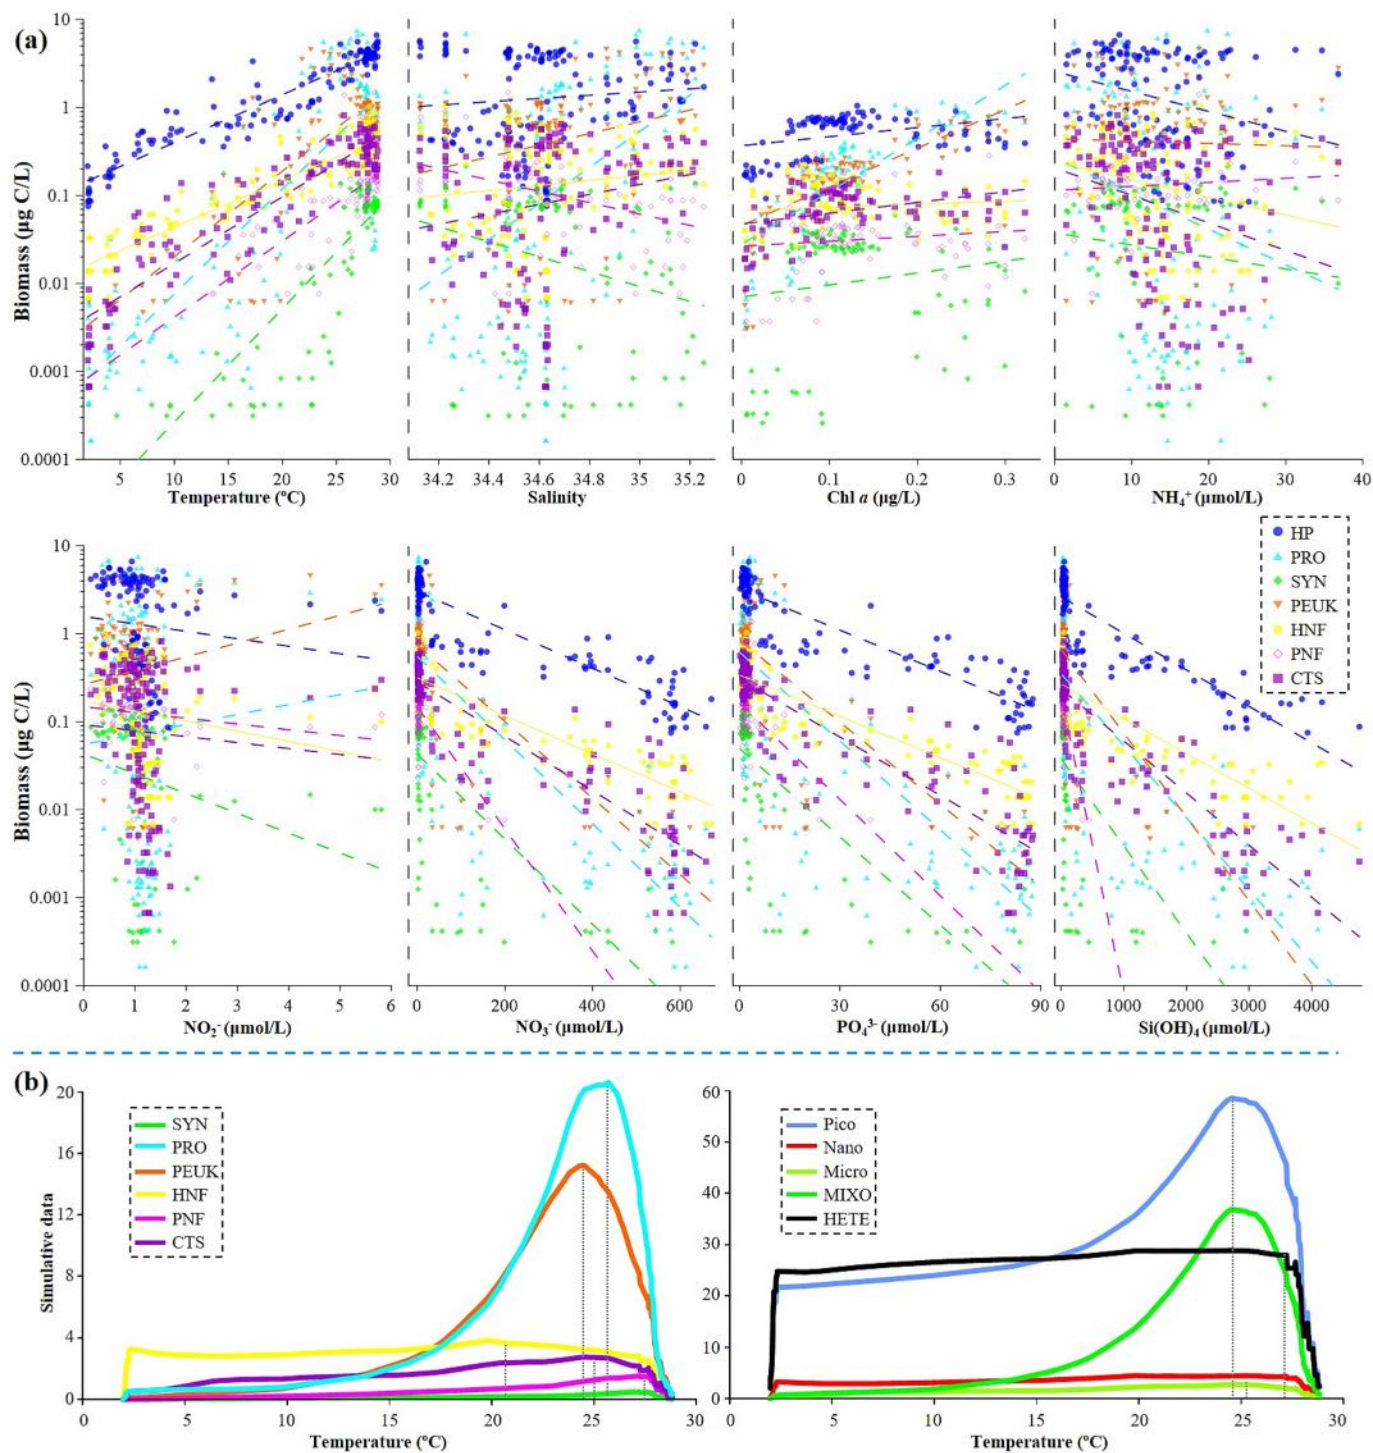 (a)
10
1
0.1
0.01
0.001
0.0001
Biomass (μg C/L)
5 10 15 20 25 30
Temperature (ºC)
34.2 34.4 34.6 34.8 35 35.2
Salinity
0 0.1 0.2 0.3
Chl a (μg/L)
0 10 20 30 40
NH₄⁺ (μmol/L)
HP
PRO
SYN
PEUK
HNF
PNF
CTS
10
1
0.1
0.01
0.001
0.0001
Biomass (μg C/L)
0 1 2 3 4 5 6
NO₂⁻ (μmol/L)
0 200 400 600
NO₃⁻ (μmol/L)
0 30 60 90
PO₄³⁻ (μmol/L)
0 1000 2000 3000 4000
Si(OH)₄ (μmol/L)
(b)
20
16
12
8
4
0
Simulative data
SYN
PRO
PEUK
HNF
PNF
CTS
0 5 10 15 20 25 30
Temperature (ºC)
60
50
40
30
20
10
0
Pico
Nano
Micro
MIXO
HETE
0 5 10 15 20 25 30
Temperature (ºC)